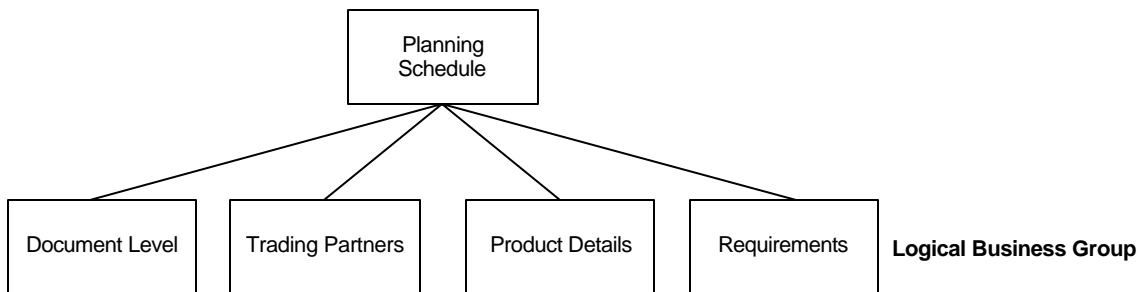 Planning
Schedule
Document Level
Trading Partners
Product Details
Requirements
Logical Business Group